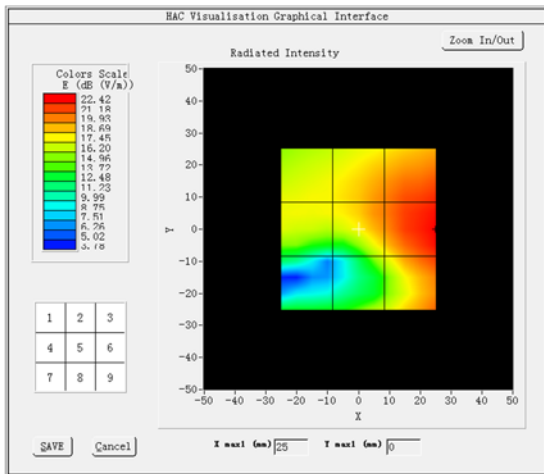 HAC Visualisation Graphical Interface
Zoom In/Out
Radiated Intensity
Colors Scale
E (dB (V/m))
22.42
21.18
19.93
18.69
17.45
16.20
14.96
13.72
12.48
11.23
9.99
8.75
7.51
6.26
5.02
3.78
50
40
30
20
10
Y 0
-10
-20
-30
-40
-50
-50 -40 -30 -20 -10 0 10 20 30 40 50
X
1 2 3
4 5 6
7 8 9
SAVE Cancel
X max1 (mm) 25 Y max1 (mm) 0